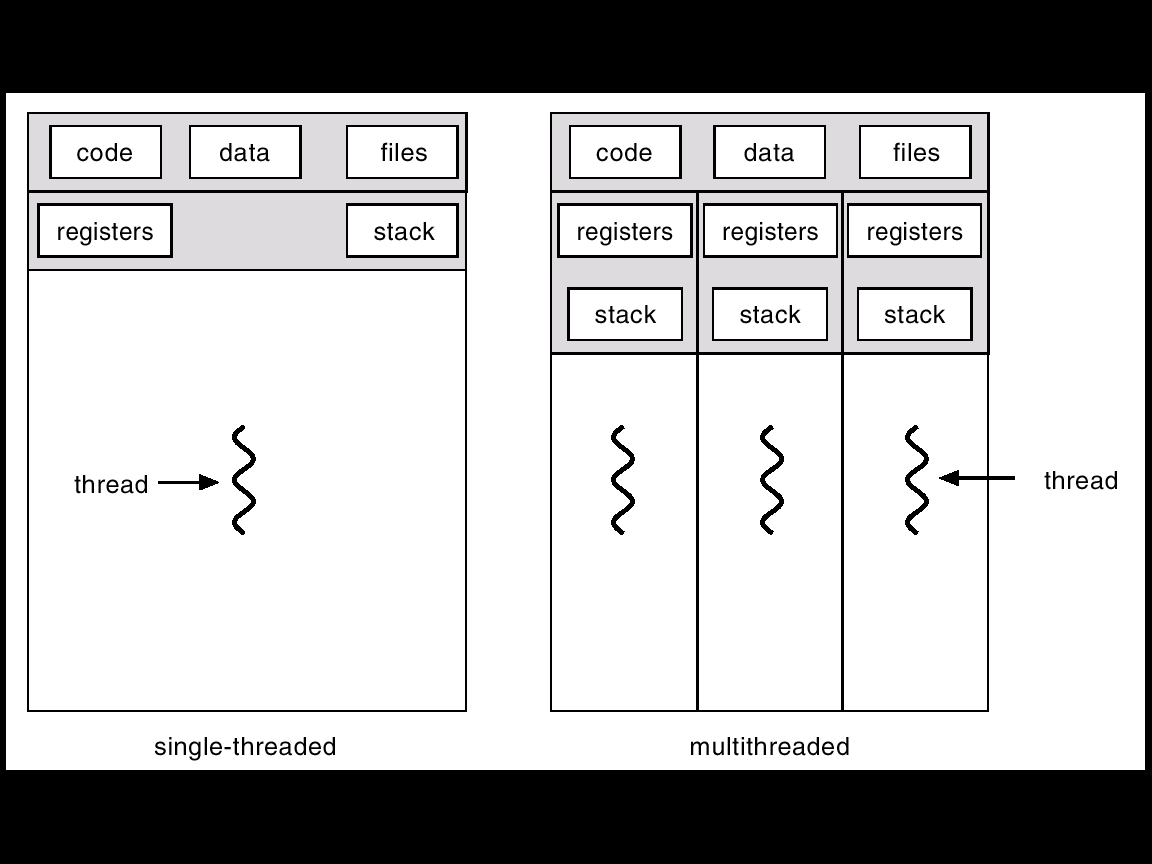 code data files
registers stack
thread
single-threaded
code data files
registers registers registers
stack stack stack
thread
multithreaded